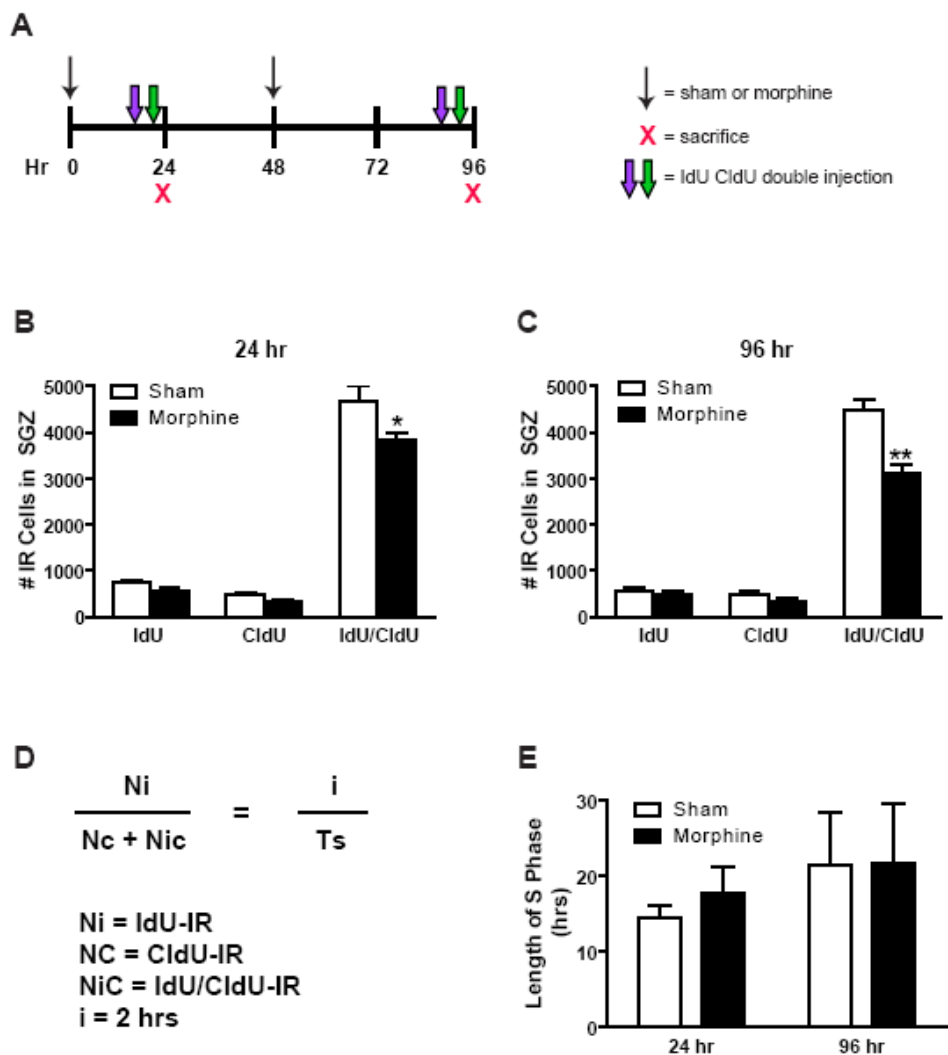 A
Hr 0 24 48 72 96
X X
= sham or morphine
X = sacrifice
= IdU CldU double injection
B
24 hr
# IR Cells in SGZ
5000
4000
3000
2000
1000
0
Sham
Morphine
*
IdU CldU IdU/CldU
C
96 hr
# IR Cells in SGZ
5000
4000
3000
2000
1000
0
Sham
Morphine
**
IdU CldU IdU/CldU
D
Ni i
=
Nc + Nic Ts
Ni = IdU-IR
NC = CldU-IR
NiC = IdU/CldU-IR
i = 2 hrs
E
Length of S Phase
(hrs)
30
20
10
0
Sham
Morphine
24 hr 96 hr